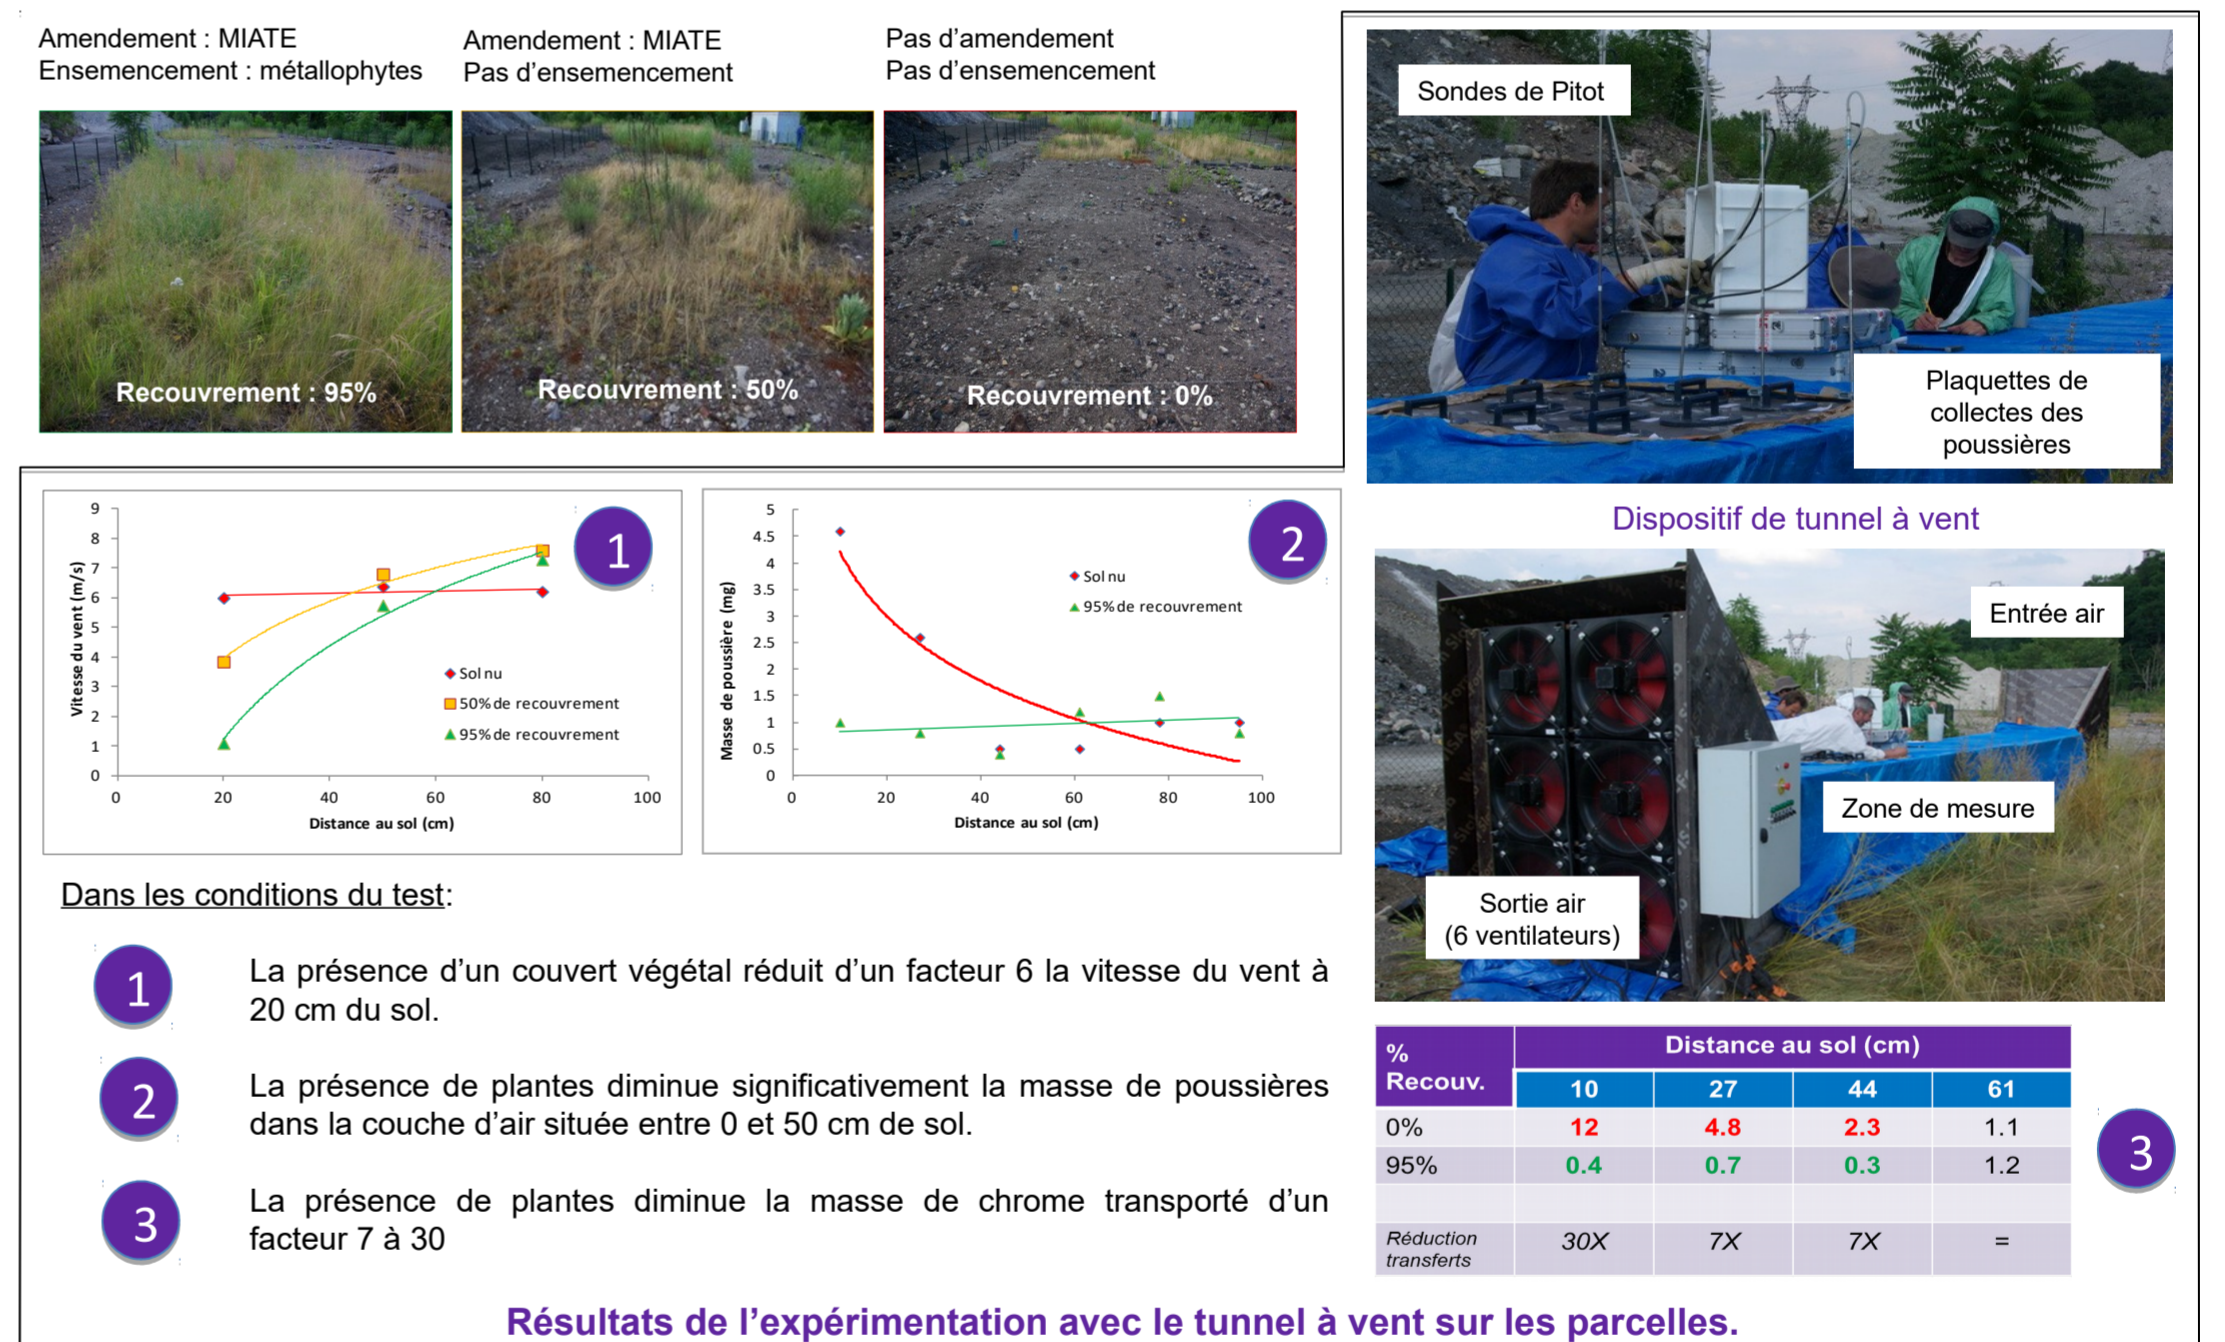 Amendement : MIATE
Ensemencement : métallophytes
Recouvrement : 95%
Amendement : MIATE
Pas d'ensemencement
Recouvrement : 50%
Pas d'amendement
Pas d'ensemencement
Recouvrement : 0%
Sondes de Pitot
Plaquettes de
collectes des
poussières
Dispositif de tunnel à vent
Entrée air
Zone de mesure
Sortie air
(6 ventilateurs)
1
Vitesse du vent (m/s)
9
8
7
6
5
4
3
2
1
0
0 20 40 60 80 100
Distance au sol (cm)
Sol nu
50% de recouvrement
95% de recouvrement
2
Masse de poussière (mg)
5
4.5
4
3.5
3
2.5
2
1.5
1
0.5
0
0 20 40 60 80 100
Distance au sol (cm)
Sol nu
95% de recouvrement
Dans les conditions du test:
1
La présence d'un couvert végétal réduit d'un facteur 6 la vitesse du vent à
20 cm du sol.
2
La présence de plantes diminue significativement la masse de poussières
dans la couche d'air située entre 0 et 50 cm de sol.
3
La présence de plantes diminue la masse de chrome transporté d'un
facteur 7 à 30
% Recouv.
Distance au sol (cm)
10 27 44 61
0% 12 4.8 2.3 1.1
95% 0.4 0.7 0.3 1.2
Réduction
transferts
30X 7X 7X =
3
Résultats de l'expérimentation avec le tunnel à vent sur les parcelles.